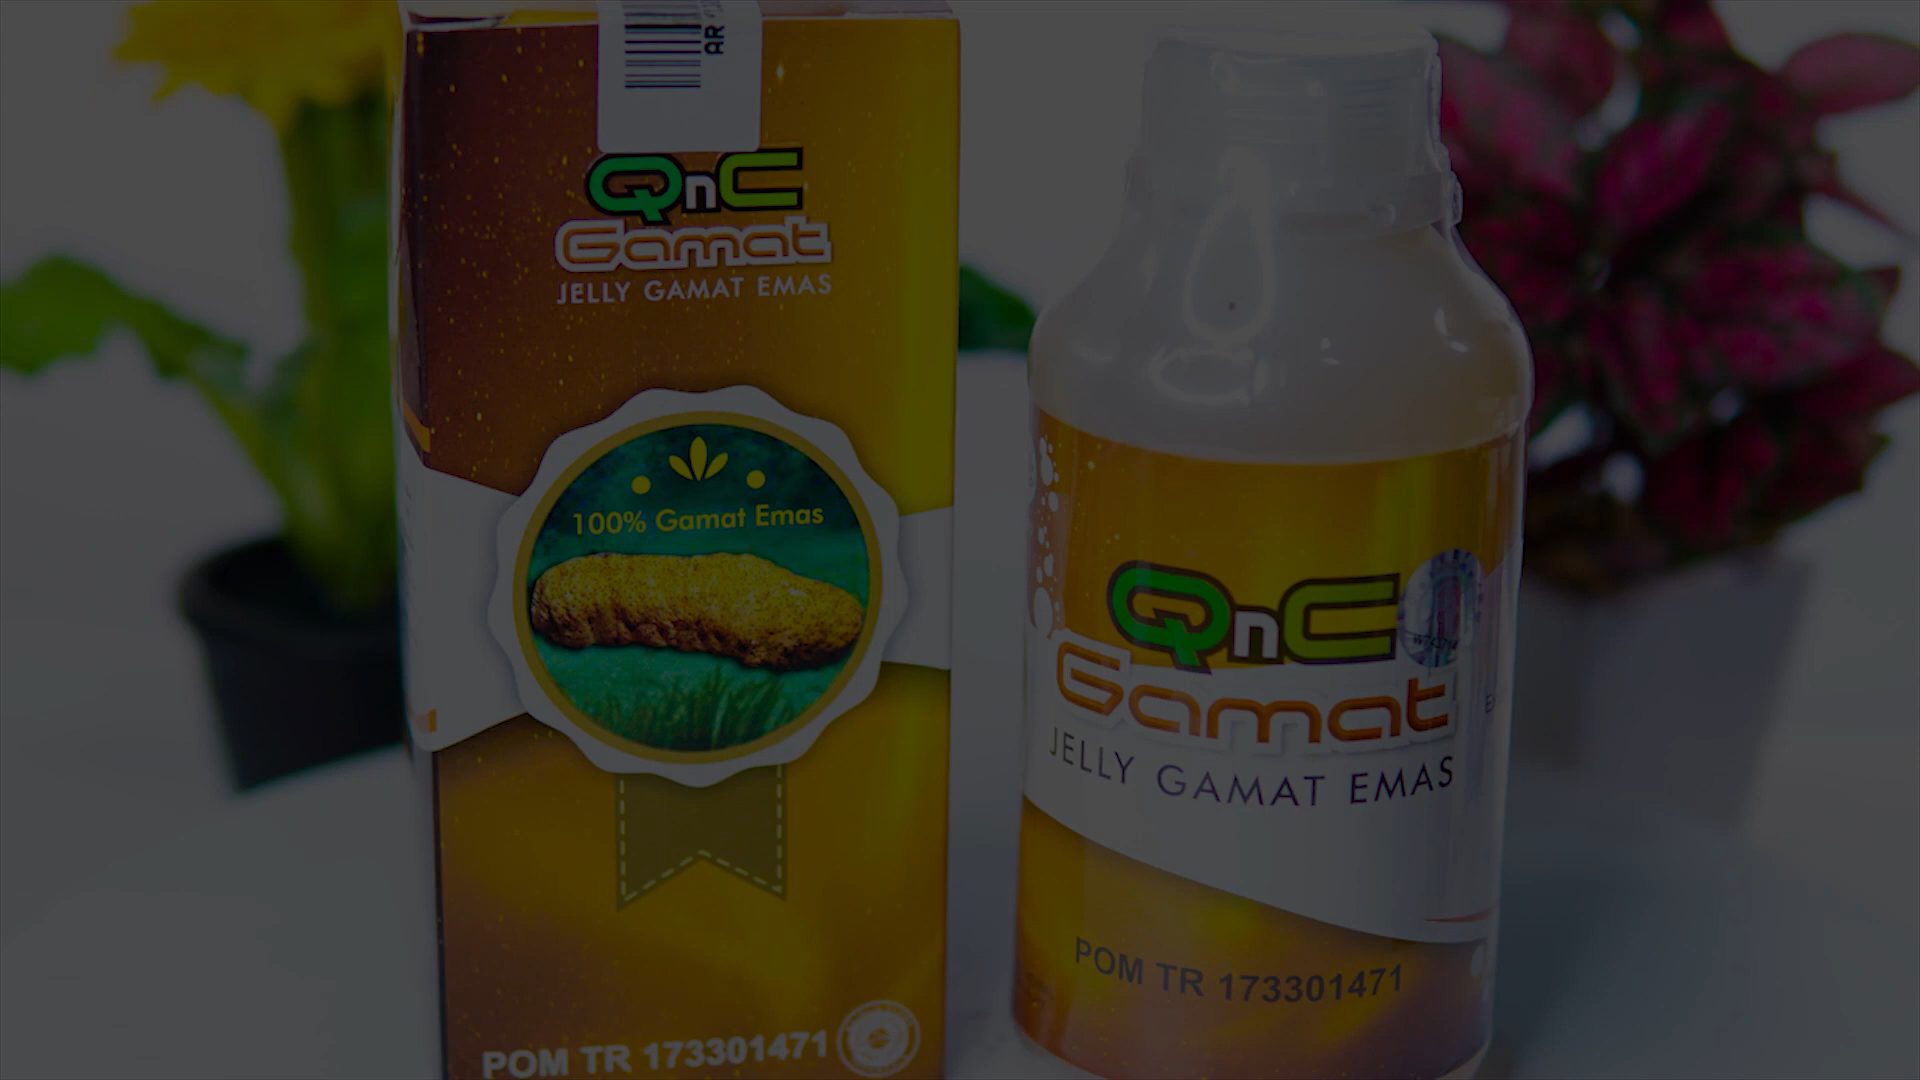 AR
QnC
Gamat
JELLY GAMAT EMAS
100% Gamat Emas
POM TR 173301471
QnC
Gamat
JELLY GAMAT EMAS
POM TR 173301471